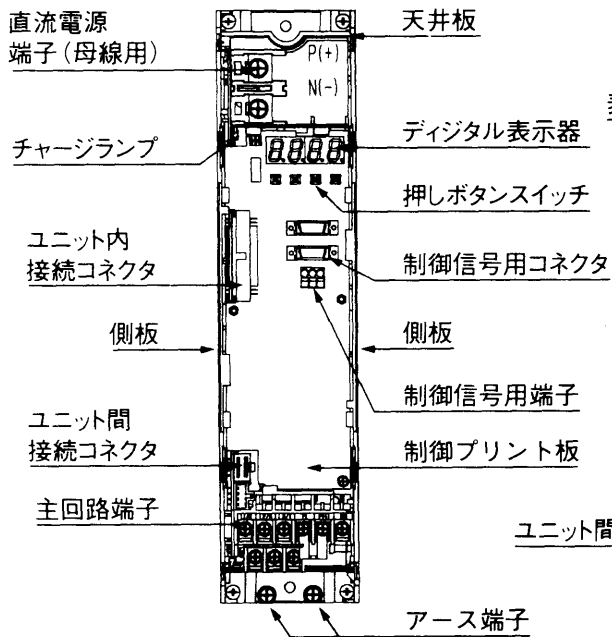 直流電源
端子(母線用)
天井板
P(+)
N(-)
チャージランプ
8.8.8.8
ディジタル表示器
押しボタンスイッチ
ユニット内
接続コネクタ
制御信号用コネクタ
側板
側板
制御信号用端子
ユニット間
接続コネクタ
制御プリント板
主回路端子
ユニット間
アース端子